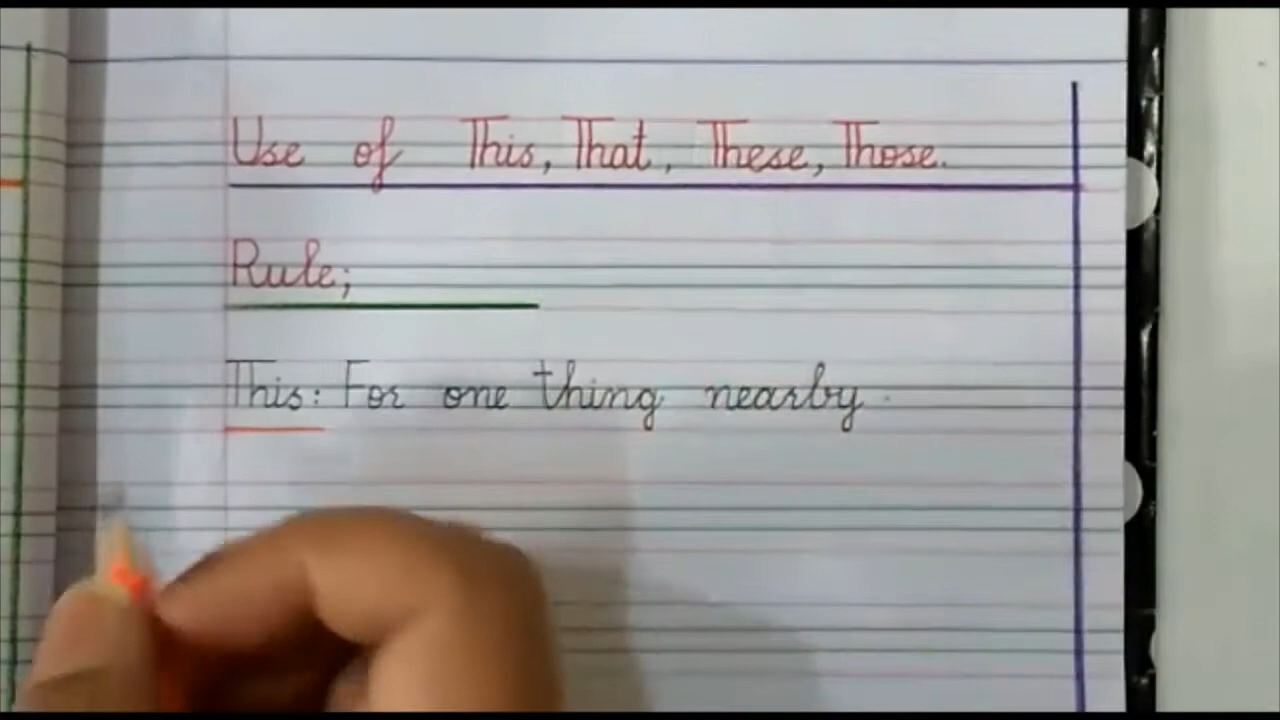 Use of This, That, These, Those.
Rule;
This: For one thing nearby.